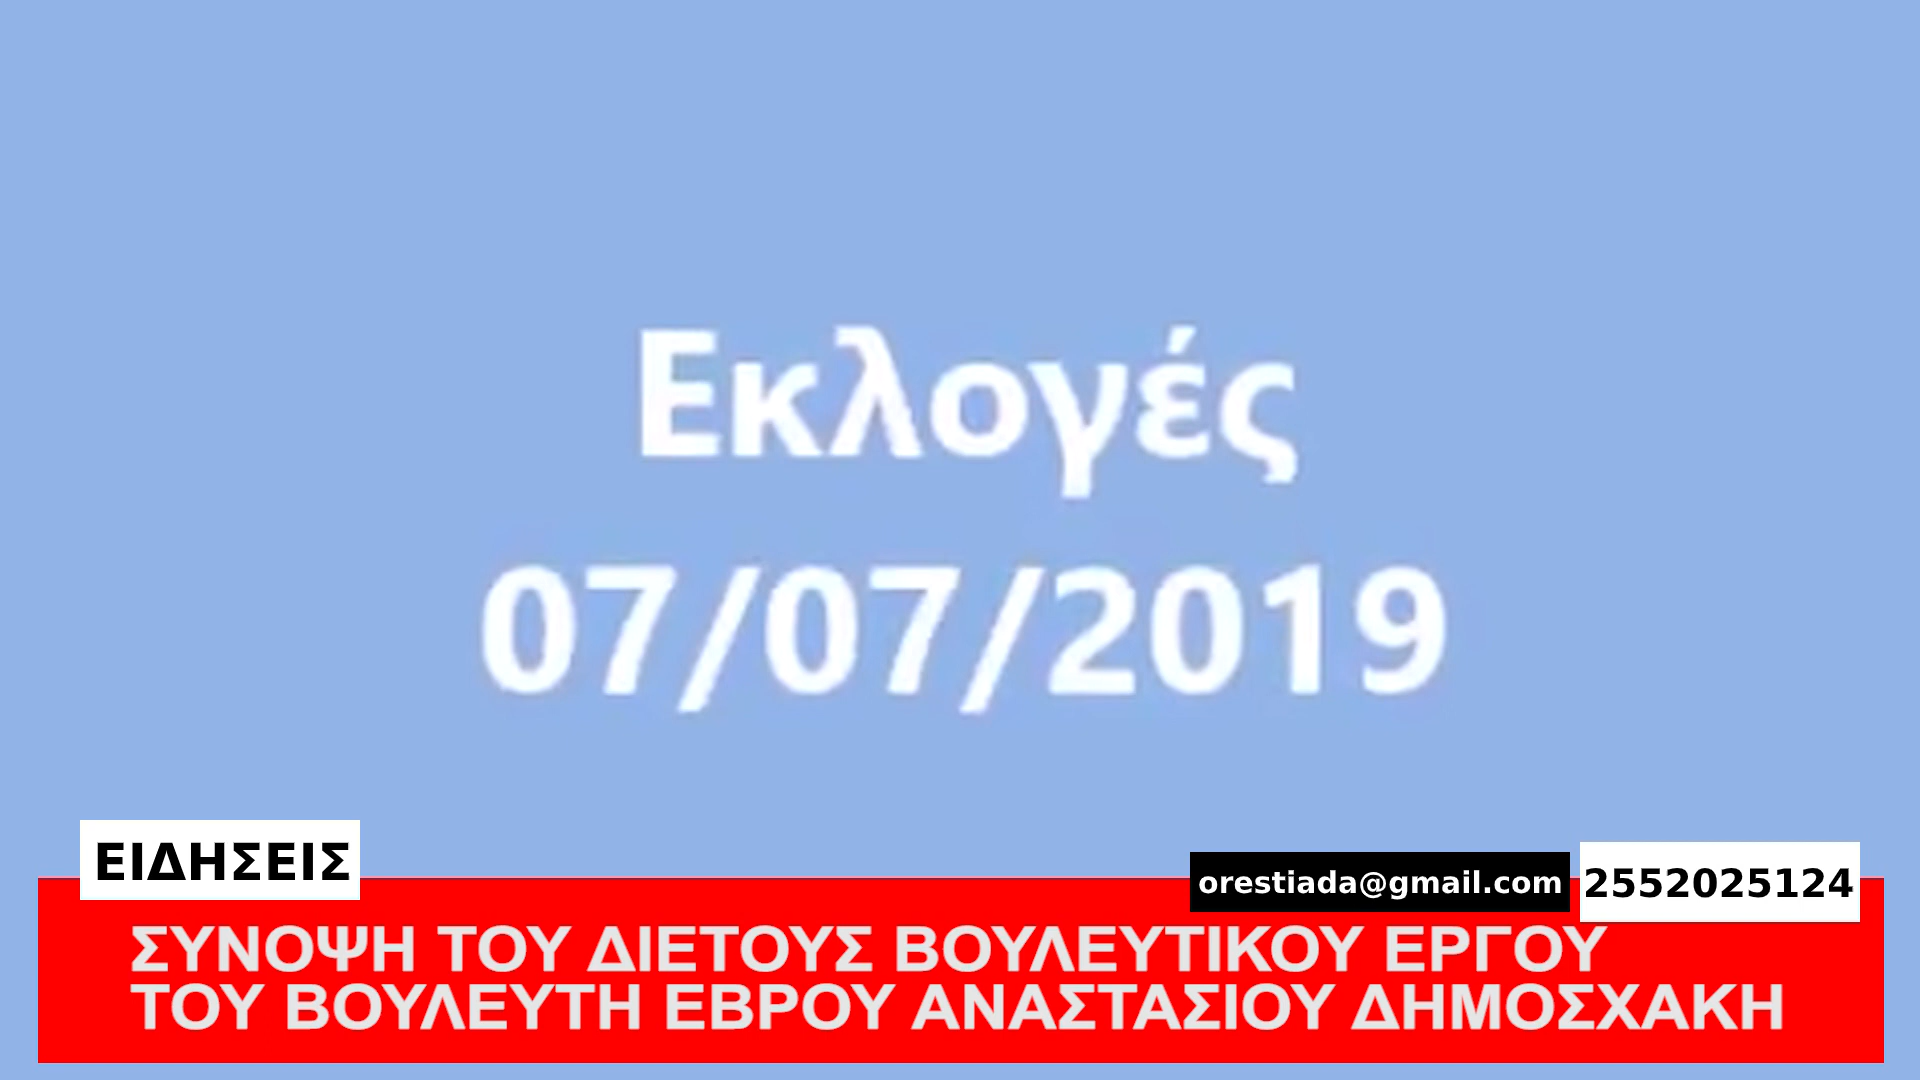 Εκλογές
07/07/2019
ΕΙΔΗΣΕΙΣ
orestiada@gmail.com
2552025124
ΣΥΝΟΨΗ ΤΟΥ ΔΙΕΤΟΥΣ ΒΟΥΛΕΥΤΙΚΟΥ ΕΡΓΟΥ
ΤΟΥ ΒΟΥΛΕΥΤΗ ΕΒΡΟΥ ΑΝΑΣΤΑΣΙΟΥ ΔΗΜΟΣΧΑΚΗ